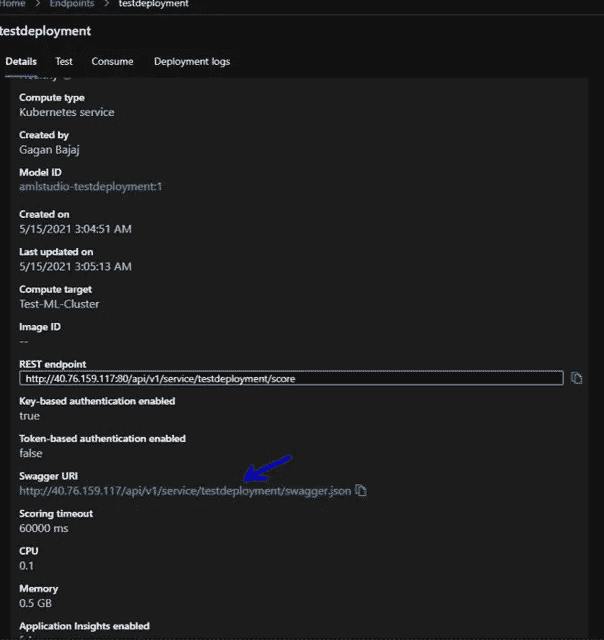 Home > Endpoints > testdeployment
testdeployment
Details Test Consume Deployment logs
Compute type
Kubernetes service
Created by
Gagan Bajaj
Model ID
amlstudio-testdeployment:1
Created on
5/15/2021 3:04:51 AM
Last updated on
5/15/2021 3:05:13 AM
Compute target
Test-ML-Cluster
Image ID
--
REST endpoint
http://40.76.159.117:80/api/v1/service/testdeployment/score
Key-based authentication enabled
true
Token-based authentication enabled
false
Swagger URI
http://40.76.159.117/api/v1/service/testdeployment/swagger.json
Scoring timeout
60000 ms
CPU
0.1
Memory
0.5 GB
Application Insights enabled